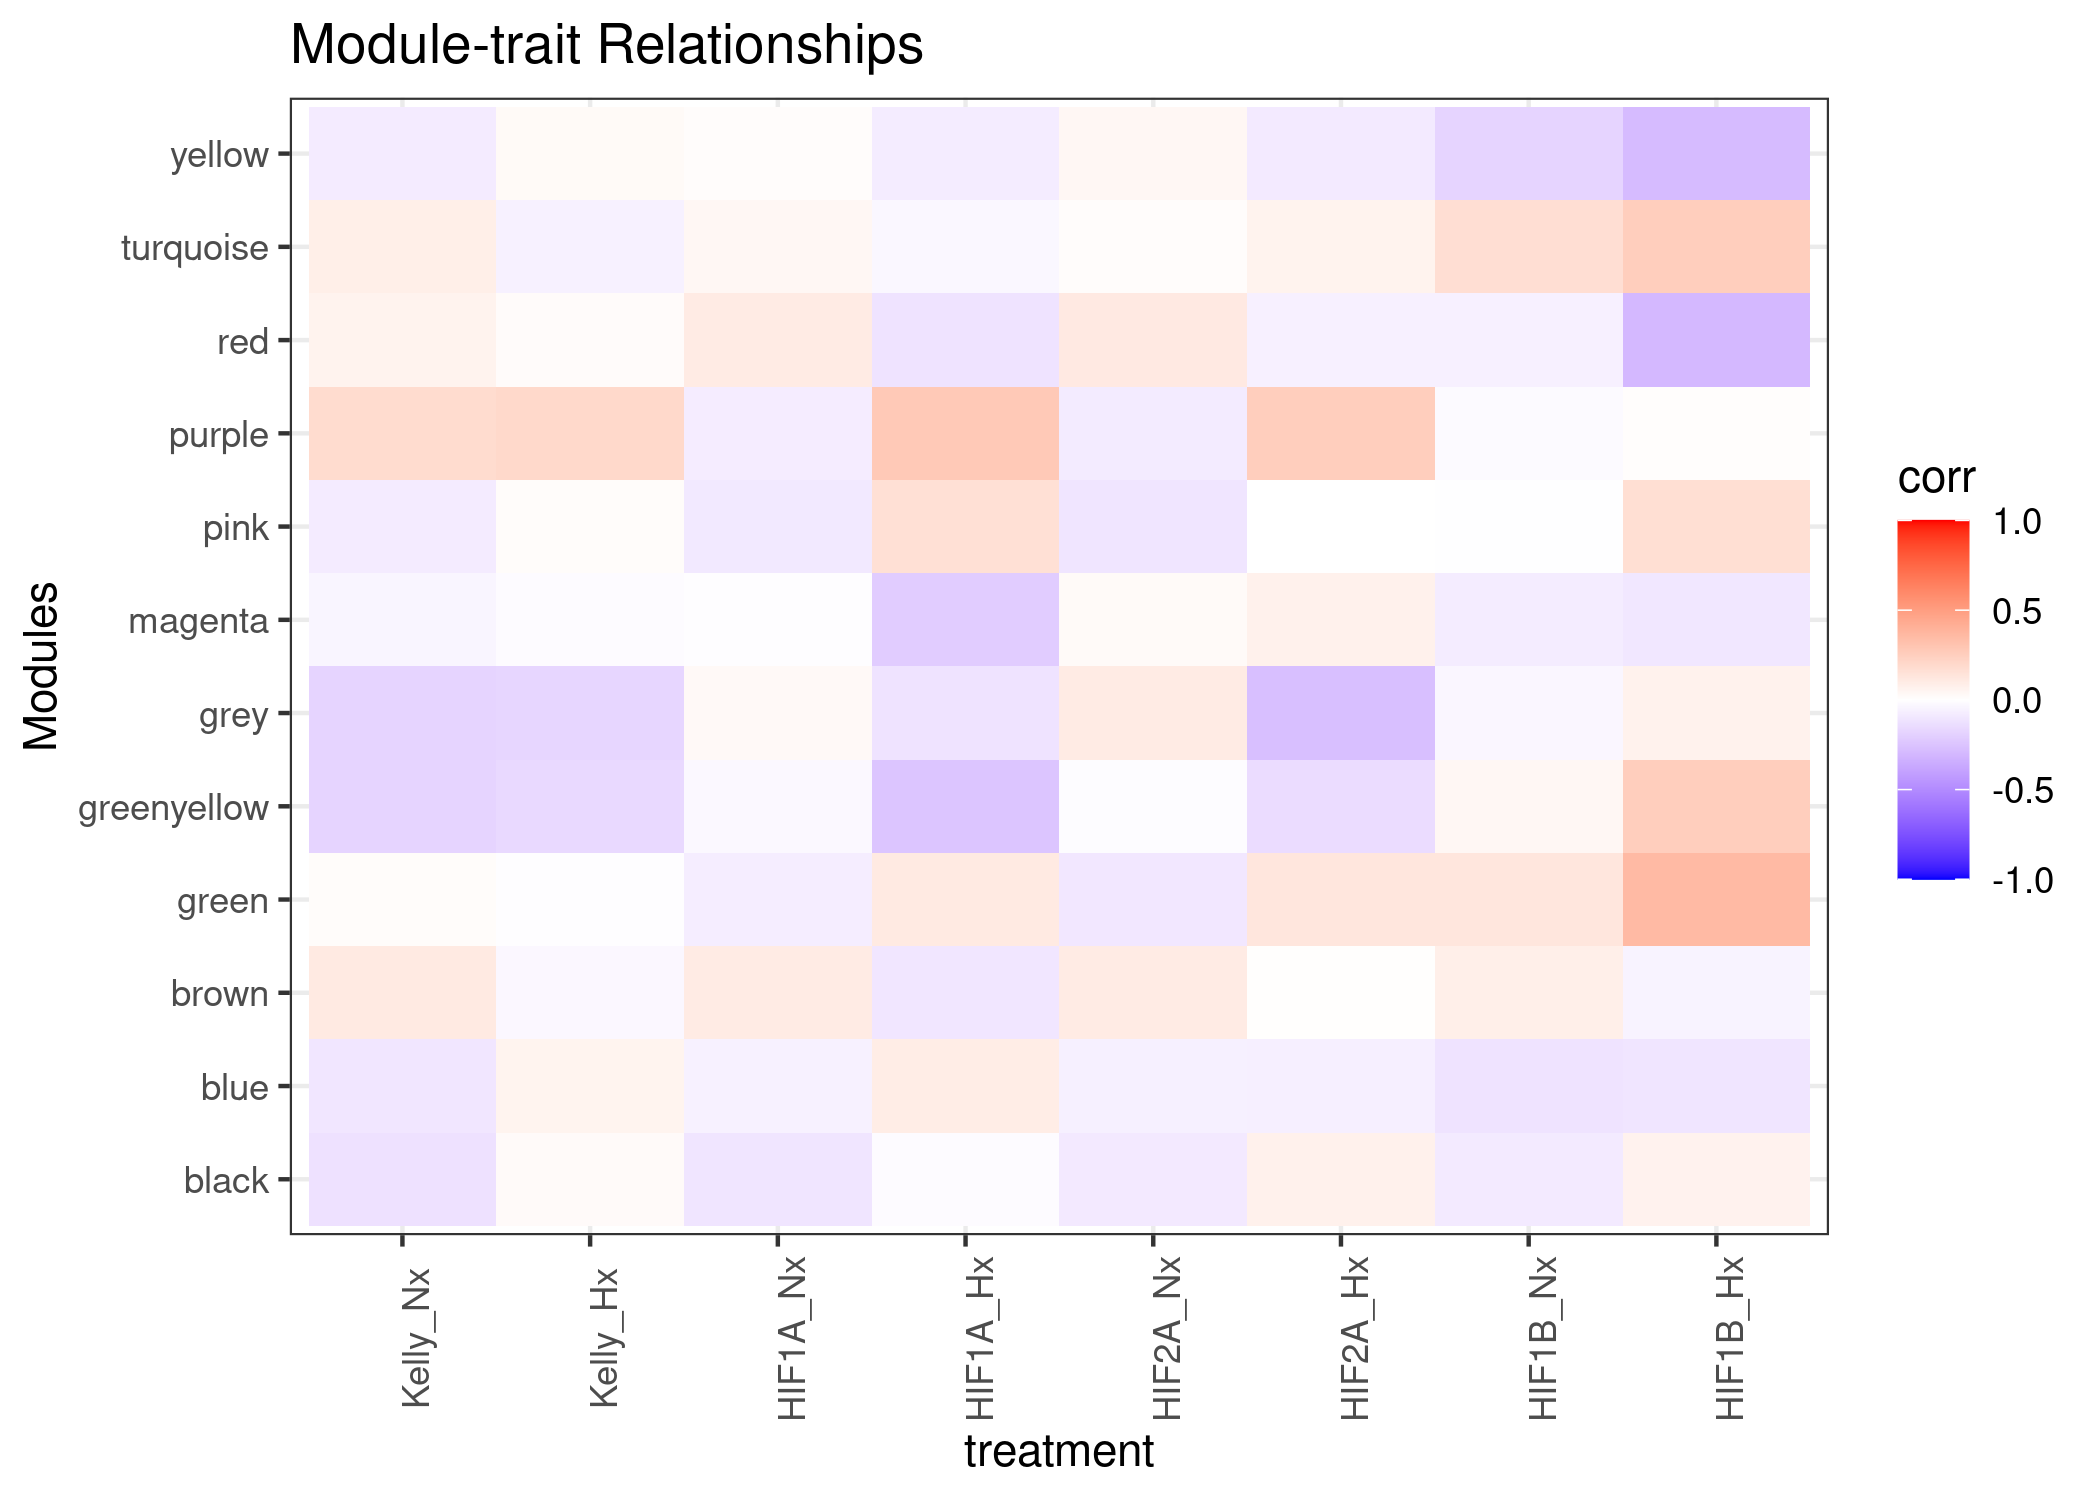 Module-trait Relationships
Modules
yellow
turquoise
red
purple
pink
magenta
grey
greenyellow
green
brown
blue
black
Kelly_Nx
Kelly_Hx
HIF1A_Nx
HIF1A_Hx
HIF2A_Nx
HIF2A_Hx
HIF1B_Nx
HIF1B_Hx
treatment
corr
1.0
0.5
0.0
-0.5
-1.0